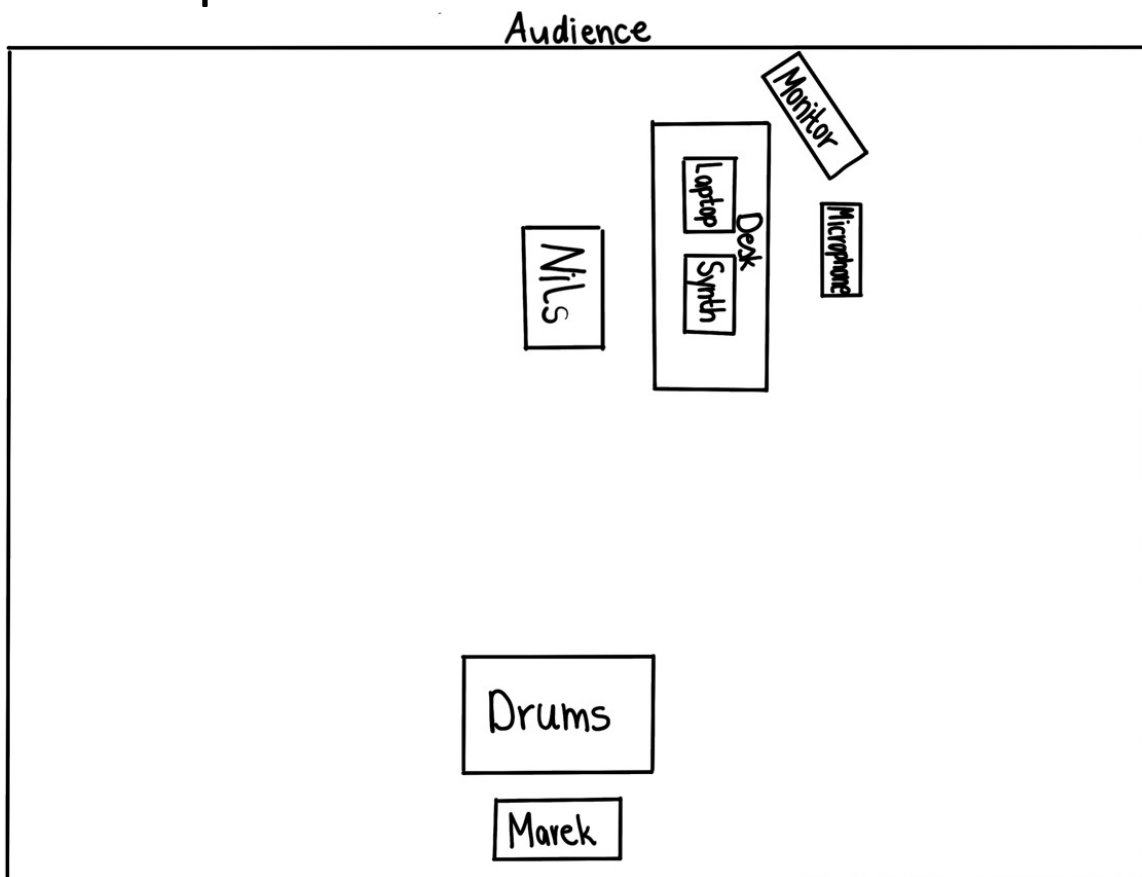 Audience
Monitor
Laptop
Desk
Microphone
Nils
Synth
Drums
Marek